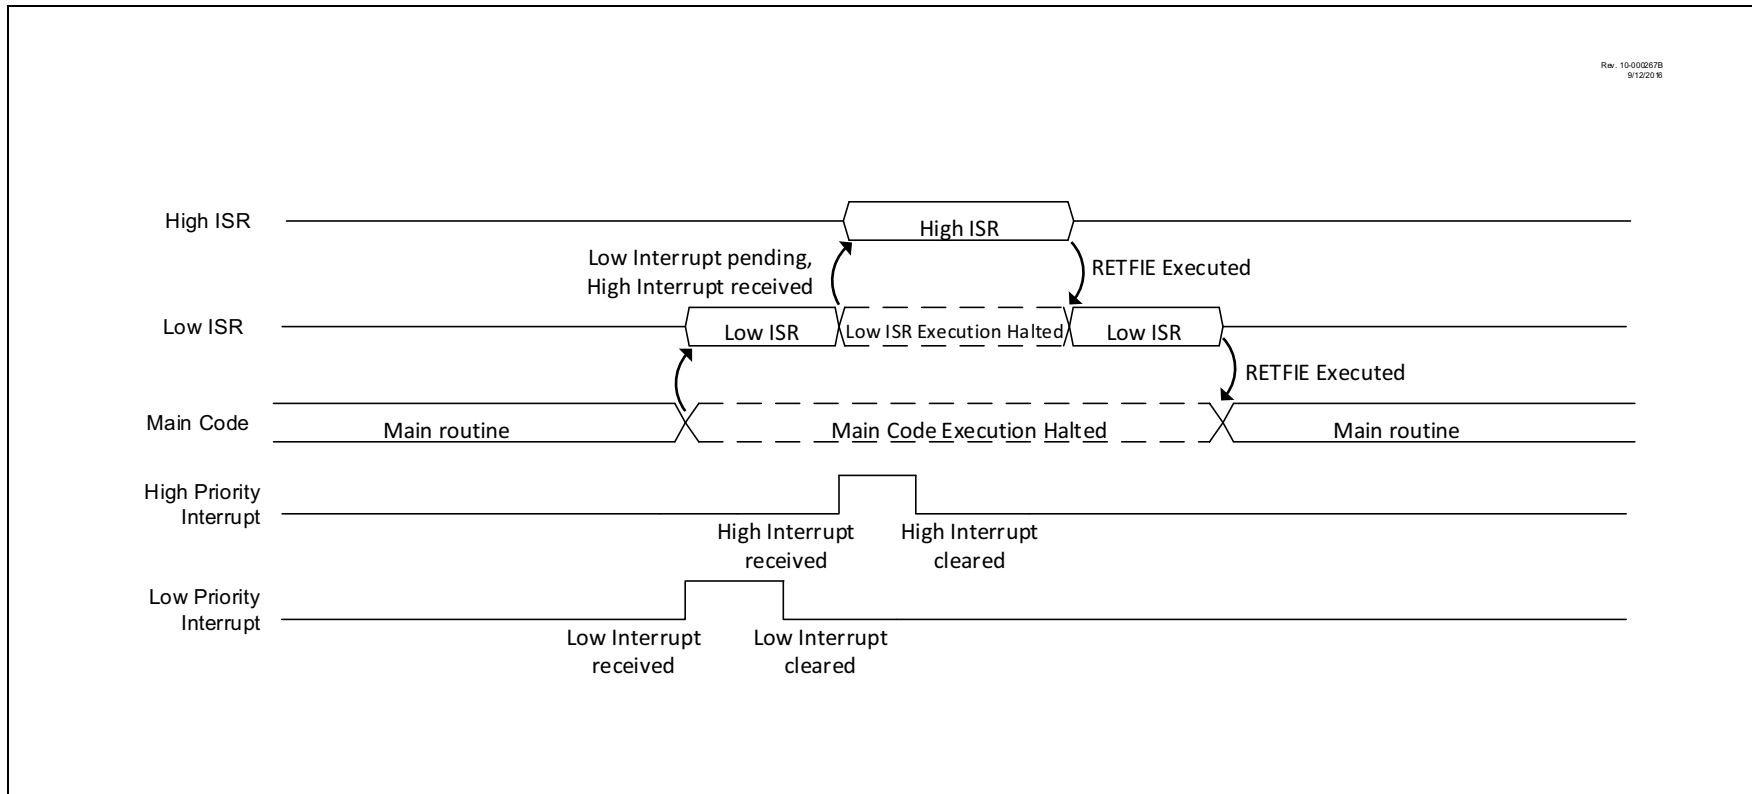 Rev. 10-000267B
9/12/2016
High ISR
High ISR
Low Interrupt pending,
High Interrupt received
RETFIE Executed
Low ISR
Low ISR
Low ISR Execution Halted
Low ISR
RETFIE Executed
Main Code
Main routine
Main Code Execution Halted
Main routine
High Priority
Interrupt
High Interrupt
received
High Interrupt
cleared
Low Priority
Interrupt
Low Interrupt
received
Low Interrupt
cleared